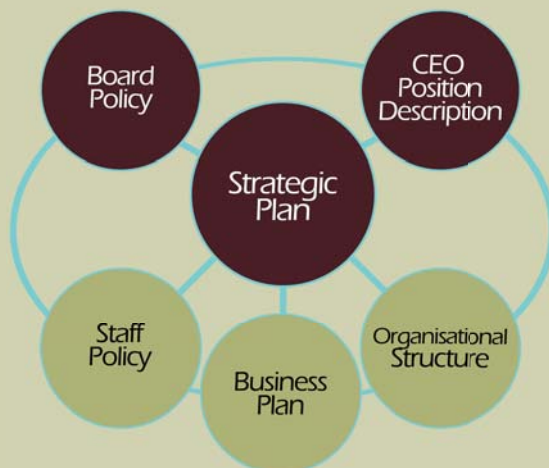 Board
Policy
CEO
Position
Description
Strategic
Plan
Staff
Policy
Business
Plan
Organisational
Structure